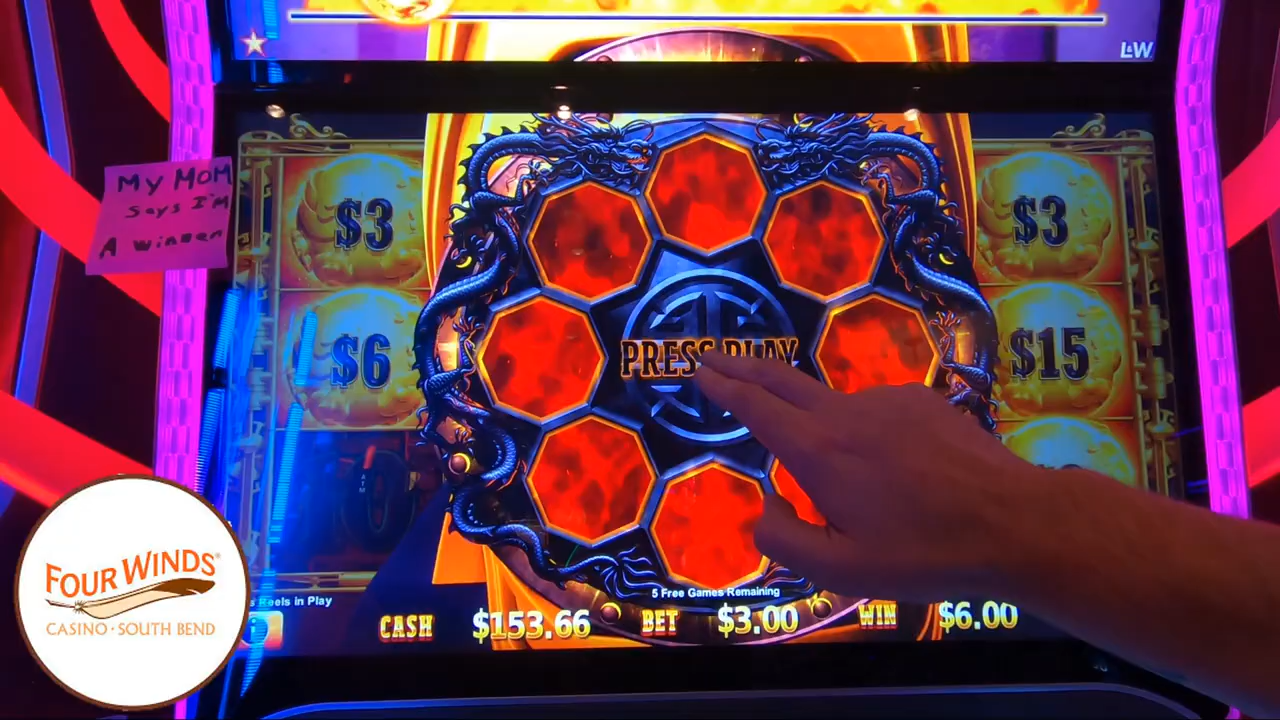 L&W
My MOM
Says I'M
A Winner
$3
$6
$3
$15
PRESS PLAY
ATM
5 Free Games Remaining
Reels in Play
CASH $153.66 BET $3.00 WIN $6.00
FOUR WINDS®
CASINO · SOUTH BEND